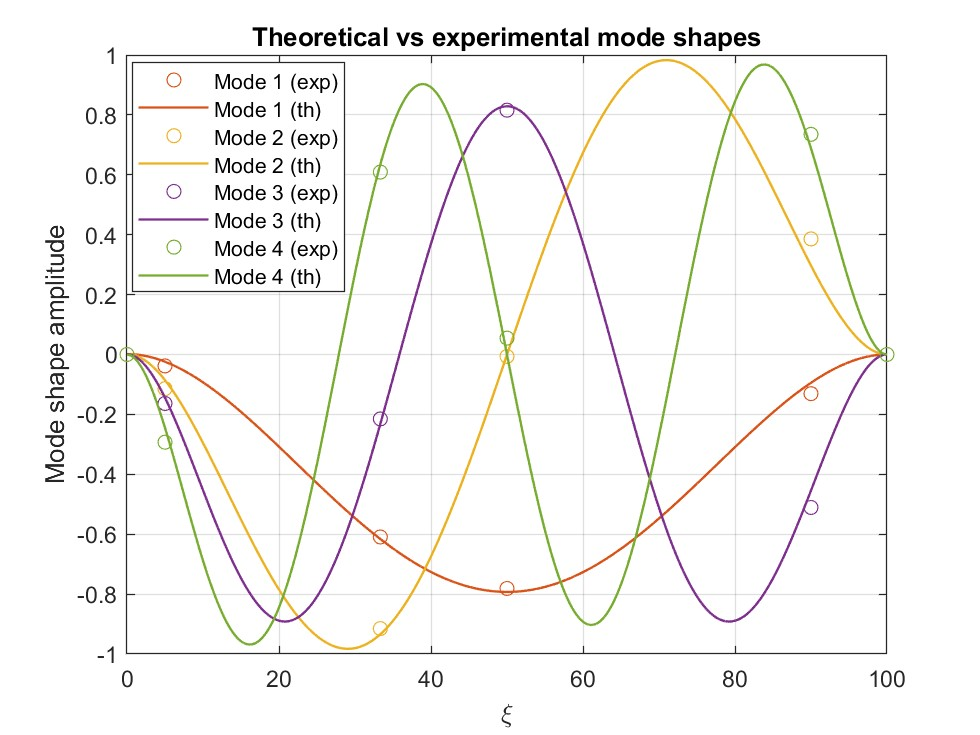 Theoretical vs experimental mode shapes
Mode shape amplitude
1
0.8
0.6
0.4
0.2
0
-0.2
-0.4
-0.6
-0.8
-1
Mode 1 (exp)
Mode 1 (th)
Mode 2 (exp)
Mode 2 (th)
Mode 3 (exp)
Mode 3 (th)
Mode 4 (exp)
Mode 4 (th)
0 20 40 60 80 100
ξ